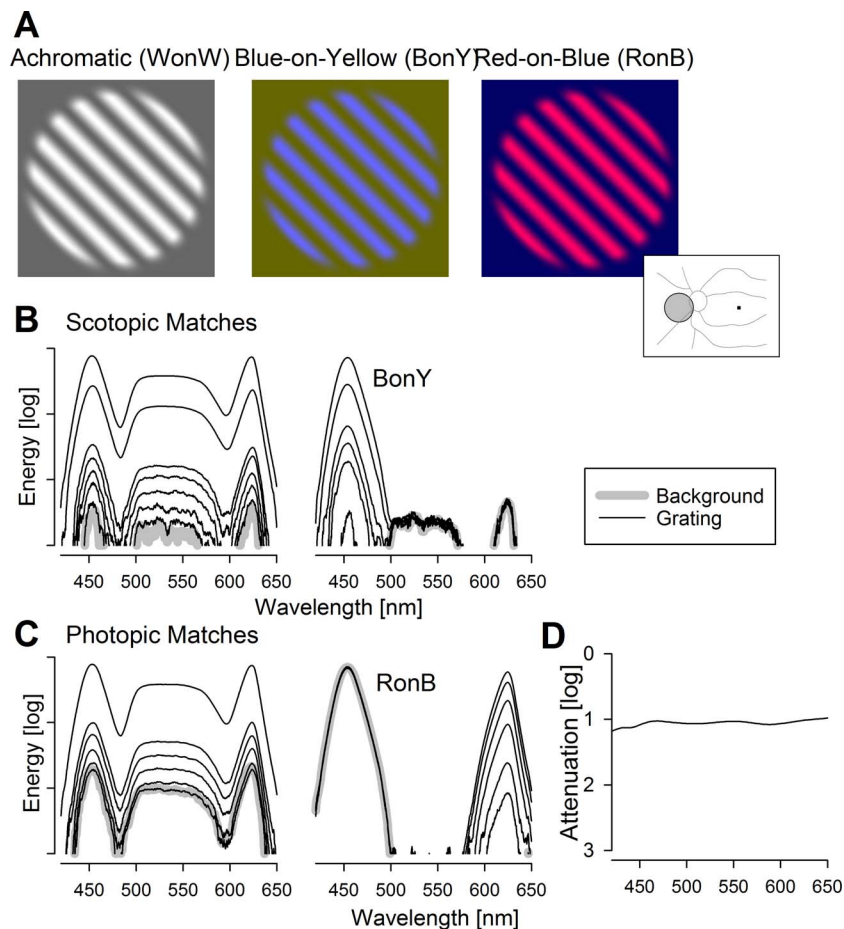 A
Achromatic (WonW) Blue-on-Yellow (BonY) Red-on-Blue (RonB)
B Scotopic Matches
BonY
Energy [log]
450 500 550 600 650
450 500 550 600 650
Wavelength [nm]
Background
Grating
C Photopic Matches
RonB
Energy [log]
450 500 550 600 650
450 500 550 600 650
Wavelength [nm]
D
Attenuation [log]
0
1
2
3
450 500 550 600 650